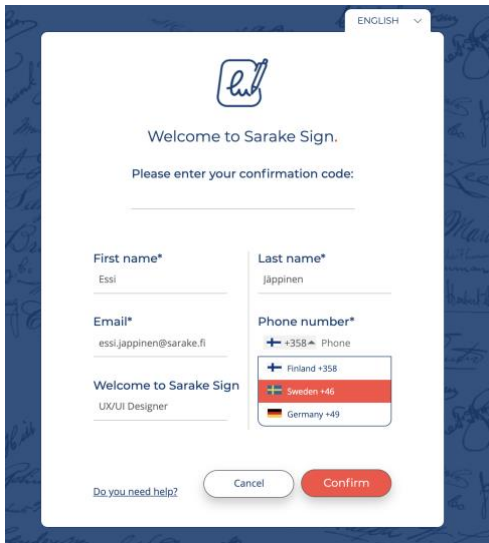 ENGLISH
Welcome to Sarake Sign.
Please enter your confirmation code:
First name*
Essi
Last name*
Jäppinen
Email*
essi.jappinen@sarake.fi
Phone number*
+358 Phone
Finland +358
Sweden +46
Germany +49
Welcome to Sarake Sign
UX/UI Designer
Do you need help?
Cancel
Confirm